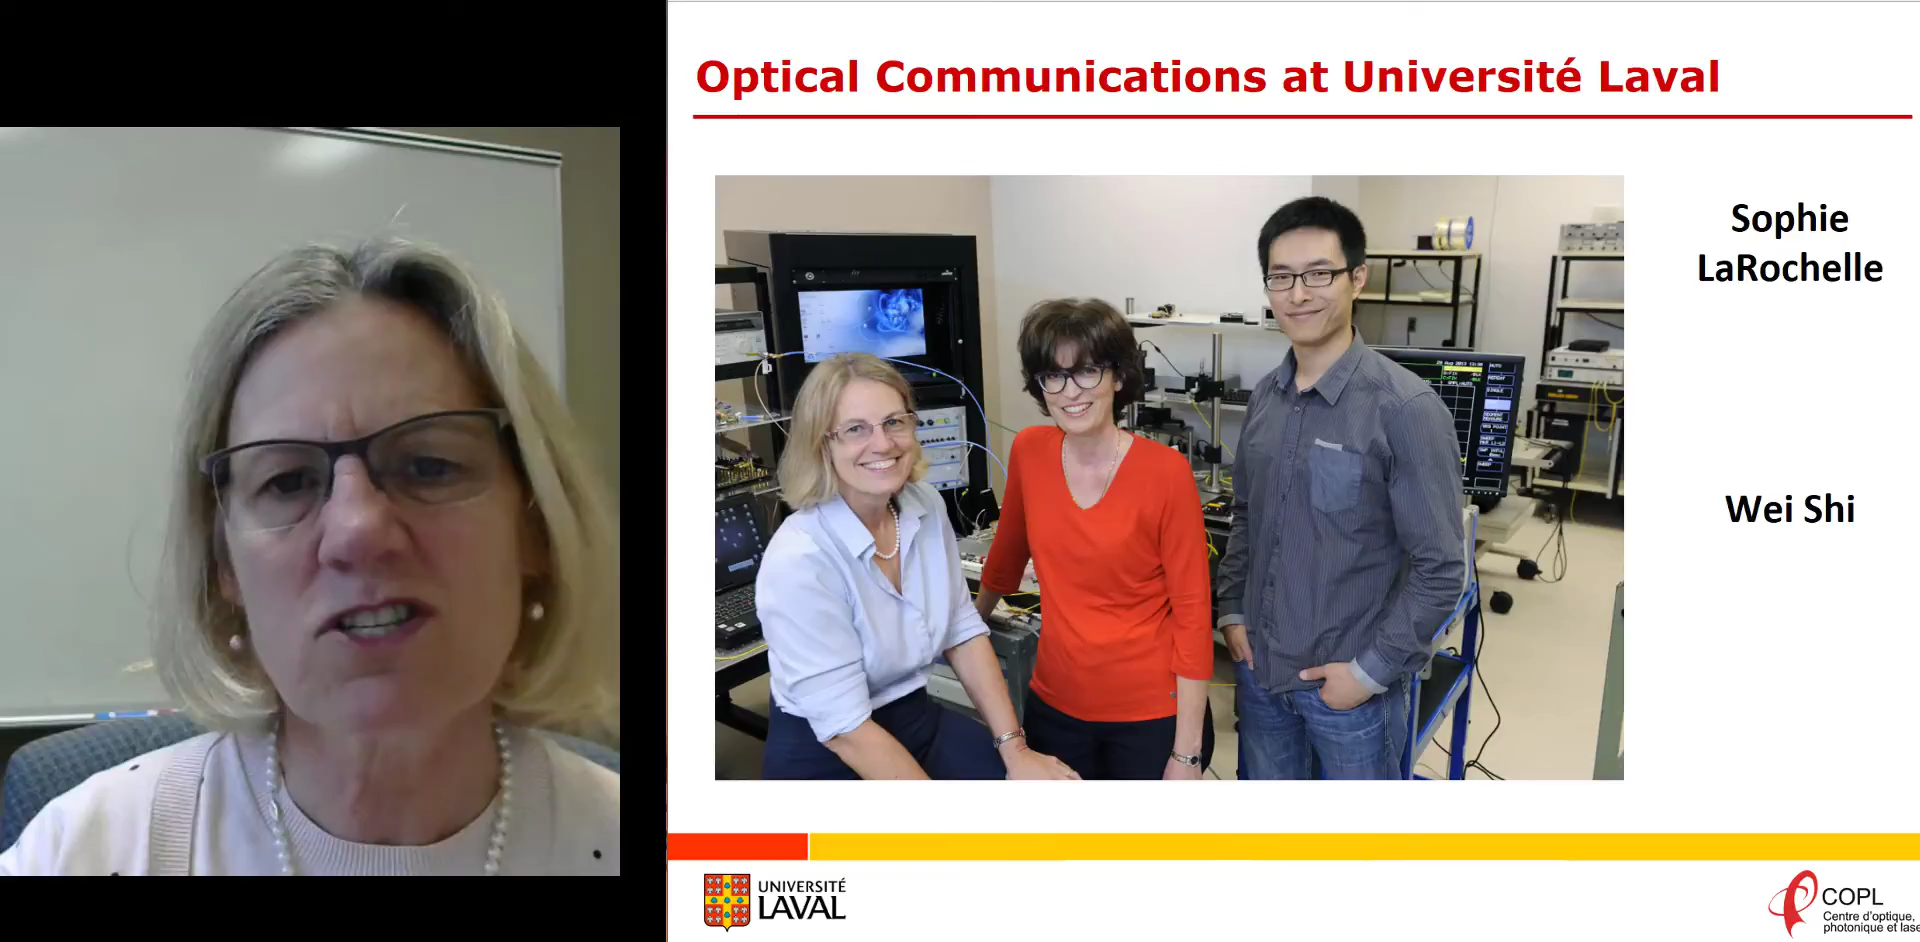 Optical Communications at Université Laval
Sophie
LaRochelle
Wei Shi
UNIVERSITÉ
LAVAL
COPL
Centre d'optique,
photonique et lase